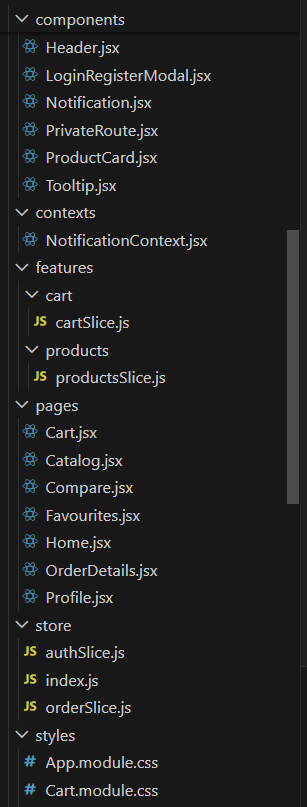 components
Header.jsx
LoginRegisterModal.jsx
Notification.jsx
PrivateRoute.jsx
ProductCard.jsx
Tooltip.jsx
contexts
NotificationContext.jsx
features
cart
JS cartSlice.js
products
JS productsSlice.js
pages
Cart.jsx
Catalog.jsx
Compare.jsx
Favourites.jsx
Home.jsx
OrderDetails.jsx
Profile.jsx
store
JS authSlice.js
JS index.js
JS orderSlice.js
styles
# App.module.css
# Cart.module.css